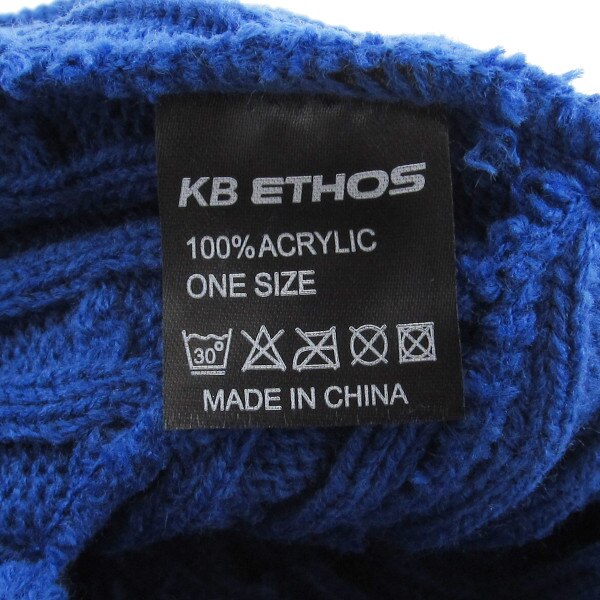 KB ETHOS
100% ACRYLIC
ONE SIZE
30°
MADE IN CHINA